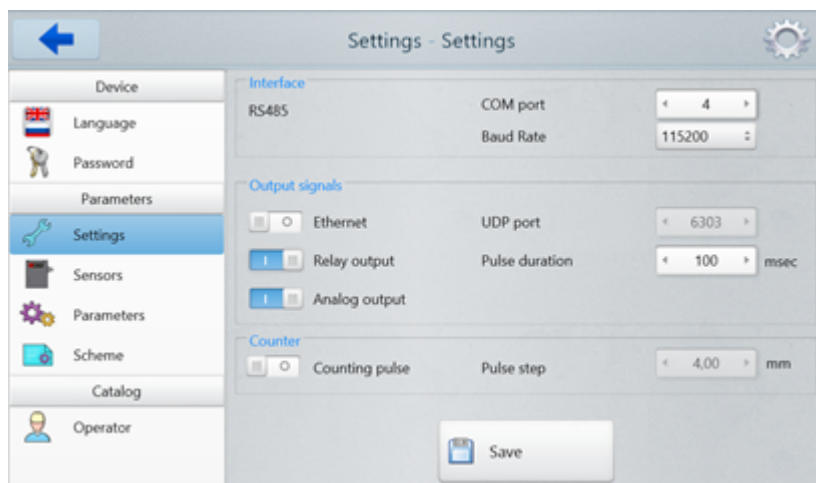 Settings - Settings
Device
Language
Password
Parameters
Settings
Sensors
Parameters
Scheme
Catalog
Operator
Interface
RS485 COM port 4
Baud Rate 115200
Output signals
Ethernet UDP port 6303
Relay output Pulse duration 100 msec
Analog output
Counter
Counting pulse Pulse step 4,00 mm
Save